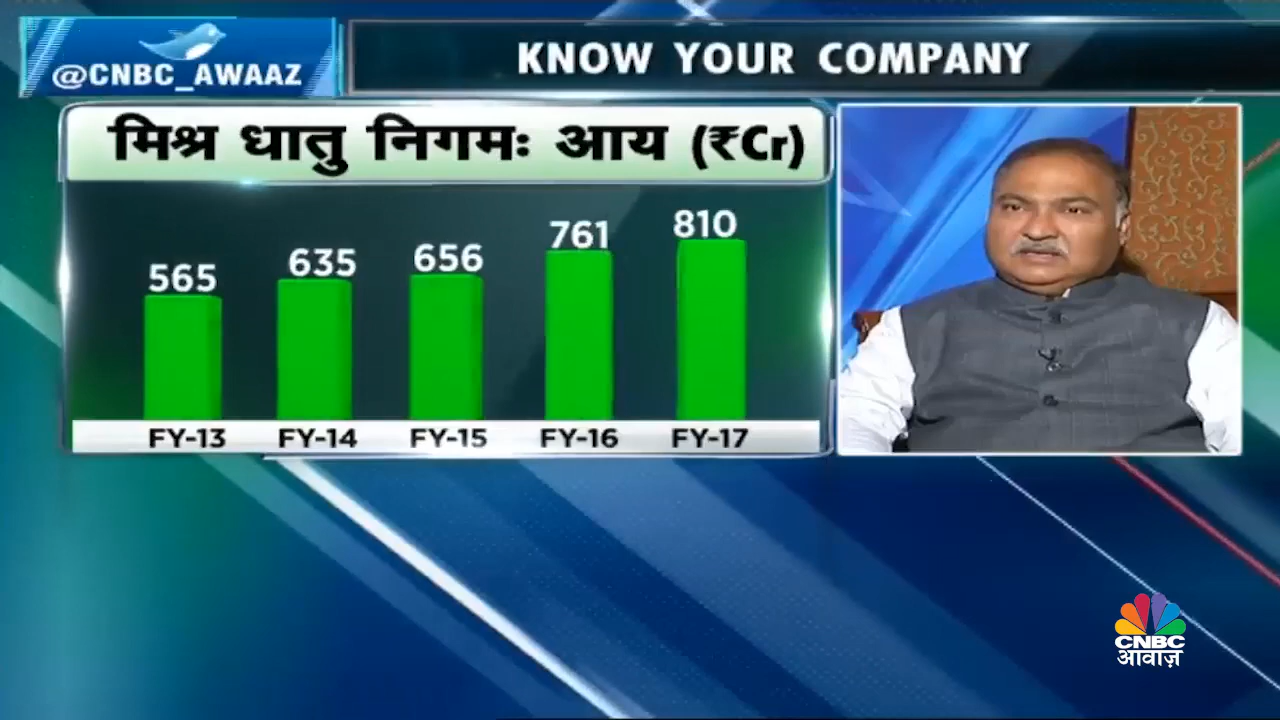 @CNBC_AWAAZ
KNOW YOUR COMPANY
मिश्र धातु निगमः आय (₹Cr)
565 635 656 761 810
FY-13 FY-14 FY-15 FY-16 FY-17
CNBC
आवाज़